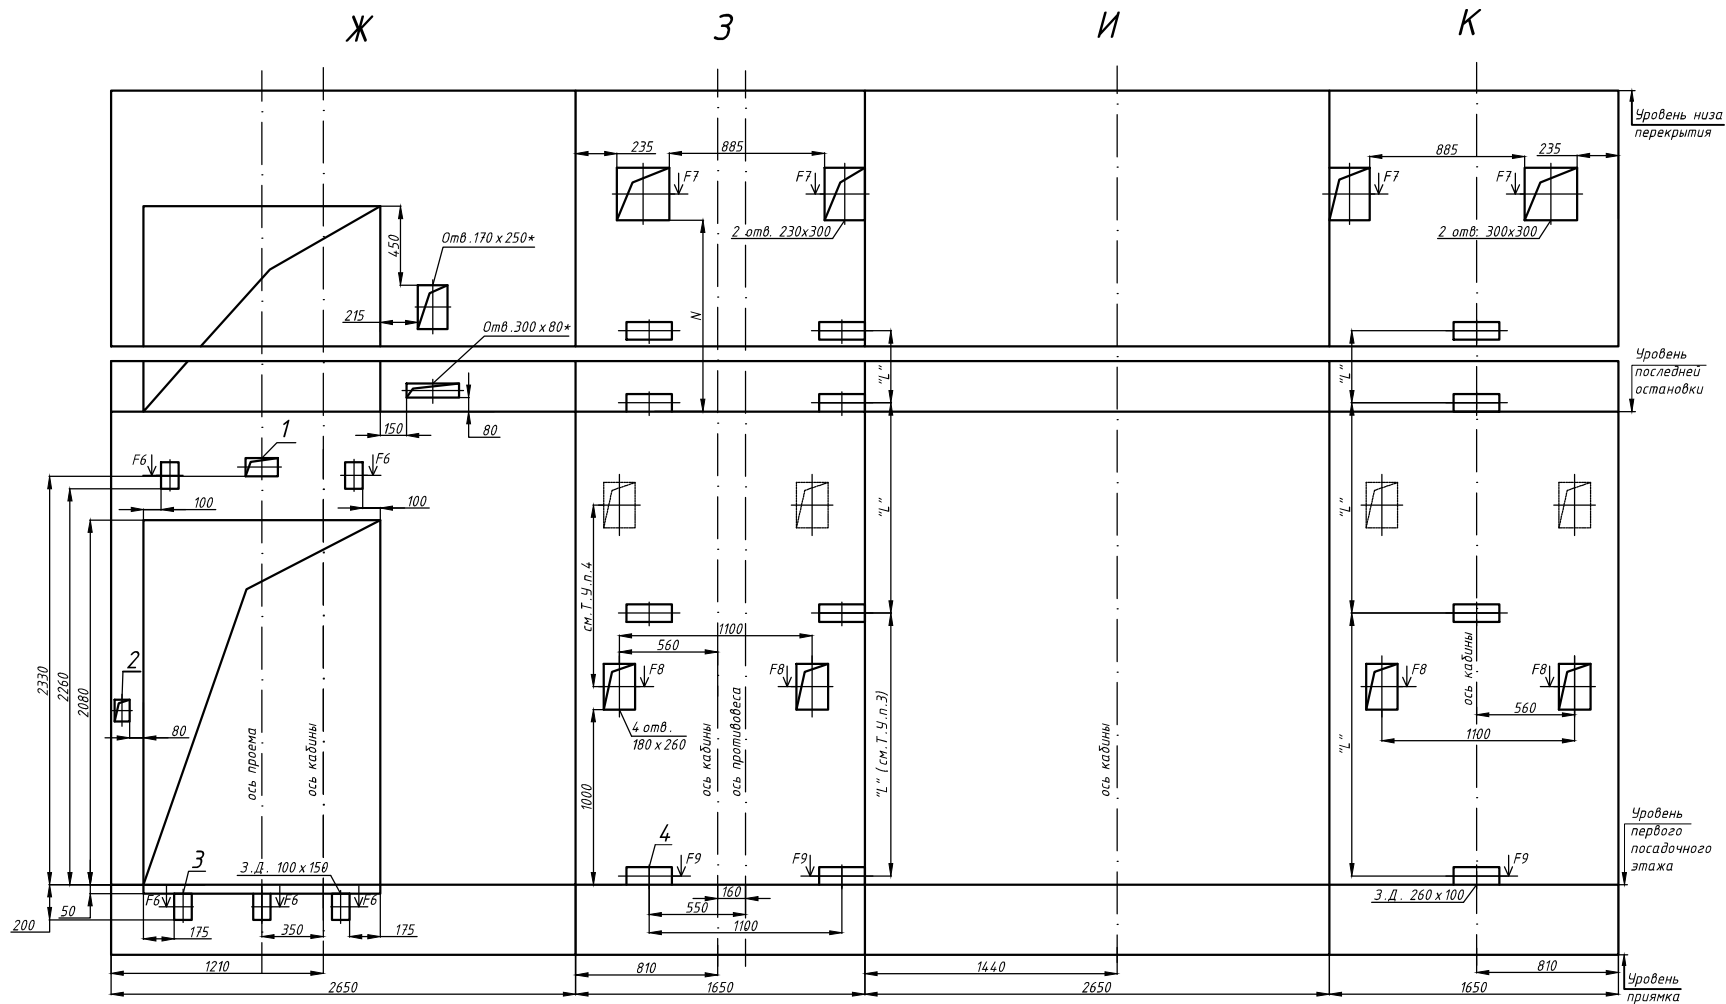 Ж
З
И
К
Уровень низа
перекрытия
235
885
885
235
F7
F7
F7
F7
Отв.170 х 250*
450
2 отв. 230х300
2 отв. 300х300
215
N
Отв.300 х 80*
"L"
"L"
Уровень
последней
остановки
150
80
1
F6
F6
100
100
"L"
"L"
2330
2260
2080
см.Т.У.п.4
1100
560
2
F8
F8
F8
F8
80
4 отв.
180 х 260
560
1100
ось проема
ось кабины
ось кабины
ось противовеса
"L" (см.Т.У.п.3)
ось кабины
ось кабины
"L"
1000
Уровень
первого
посадочного
этажа
4
3
З.Д. 100 х 150
F9
F9
F9
F6
F6
F6
50
200
160
З.Д. 260 х 100
550
175
350
175
1100
1210
810
1440
810
2650
1650
2650
1650
Уровень
приямка